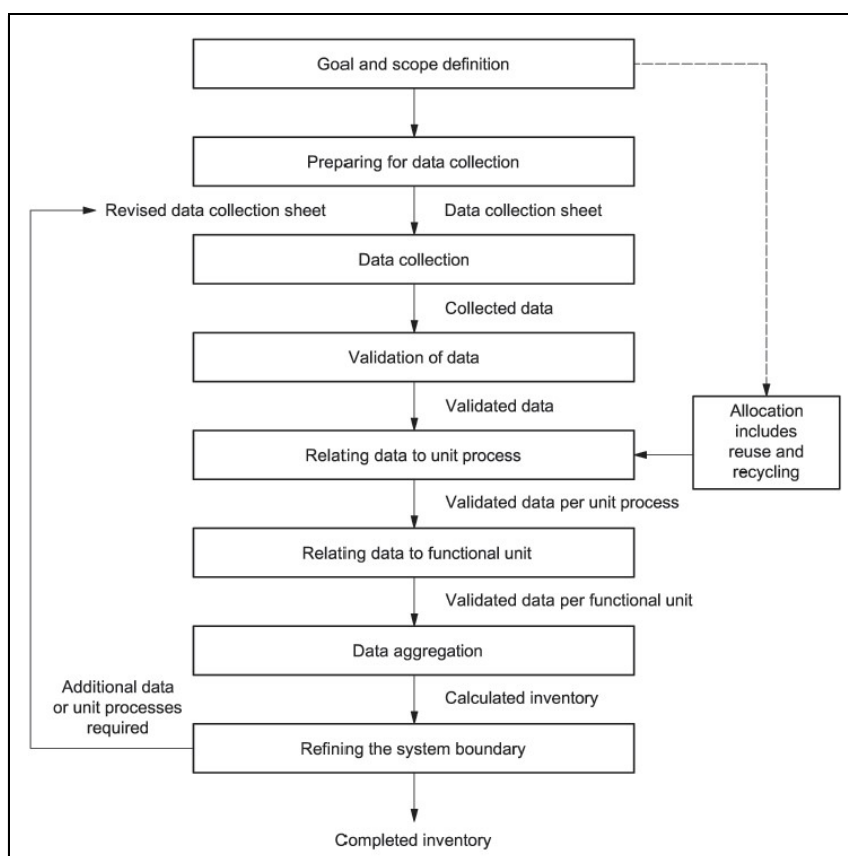 Goal and scope definition
Preparing for data collection
Revised data collection sheet
Data collection sheet
Data collection
Collected data
Validation of data
Validated data
Allocation
includes
reuse and
recycling
Relating data to unit process
Validated data per unit process
Relating data to functional unit
Validated data per functional unit
Data aggregation
Calculated inventory
Additional data
or unit processes
required
Refining the system boundary
Completed inventory